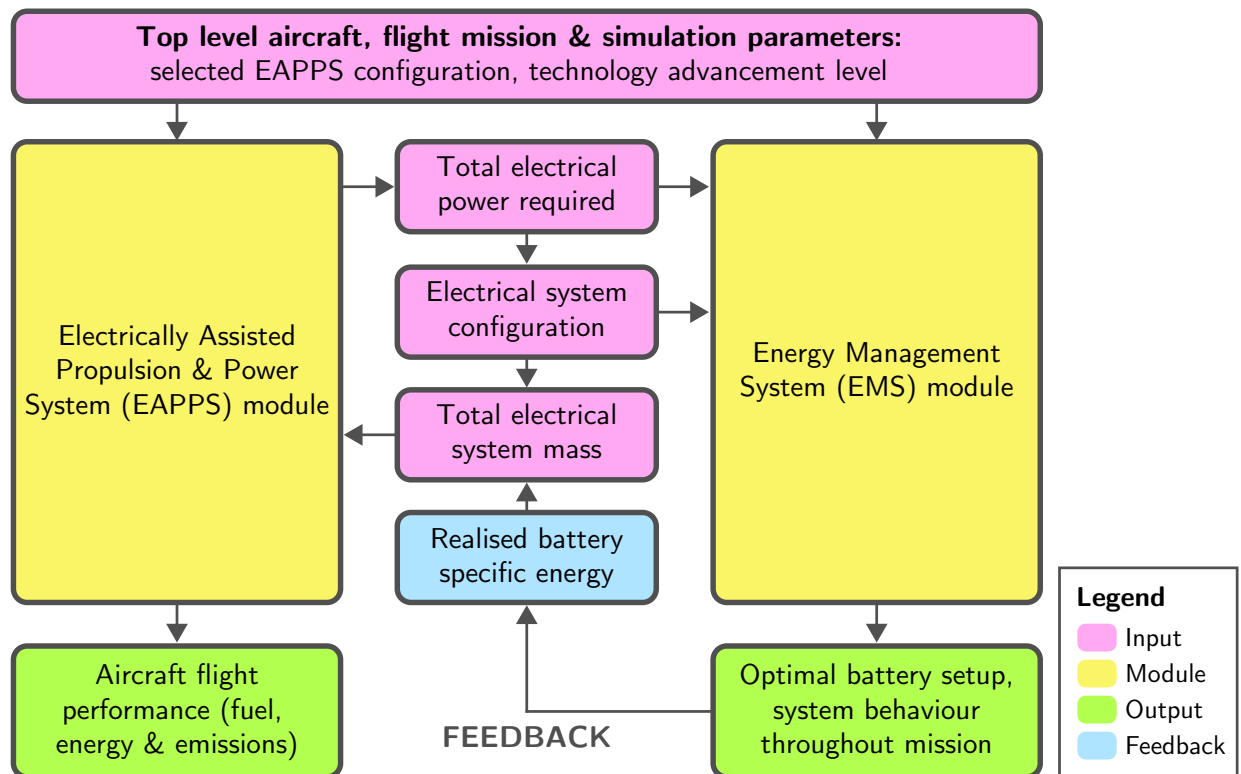 Top level aircraft, flight mission & simulation parameters:
selected EAPPS configuration, technology advancement level
Electrically Assisted
Propulsion & Power
System (EAPPS) module
Total electrical
power required
Electrical system
configuration
Total electrical
system mass
Realised battery
specific energy
Energy Management
System (EMS) module
Aircraft flight
performance (fuel,
energy & emissions)
FEEDBACK
Optimal battery setup,
system behaviour
throughout mission
Legend
Input
Module
Output
Feedback